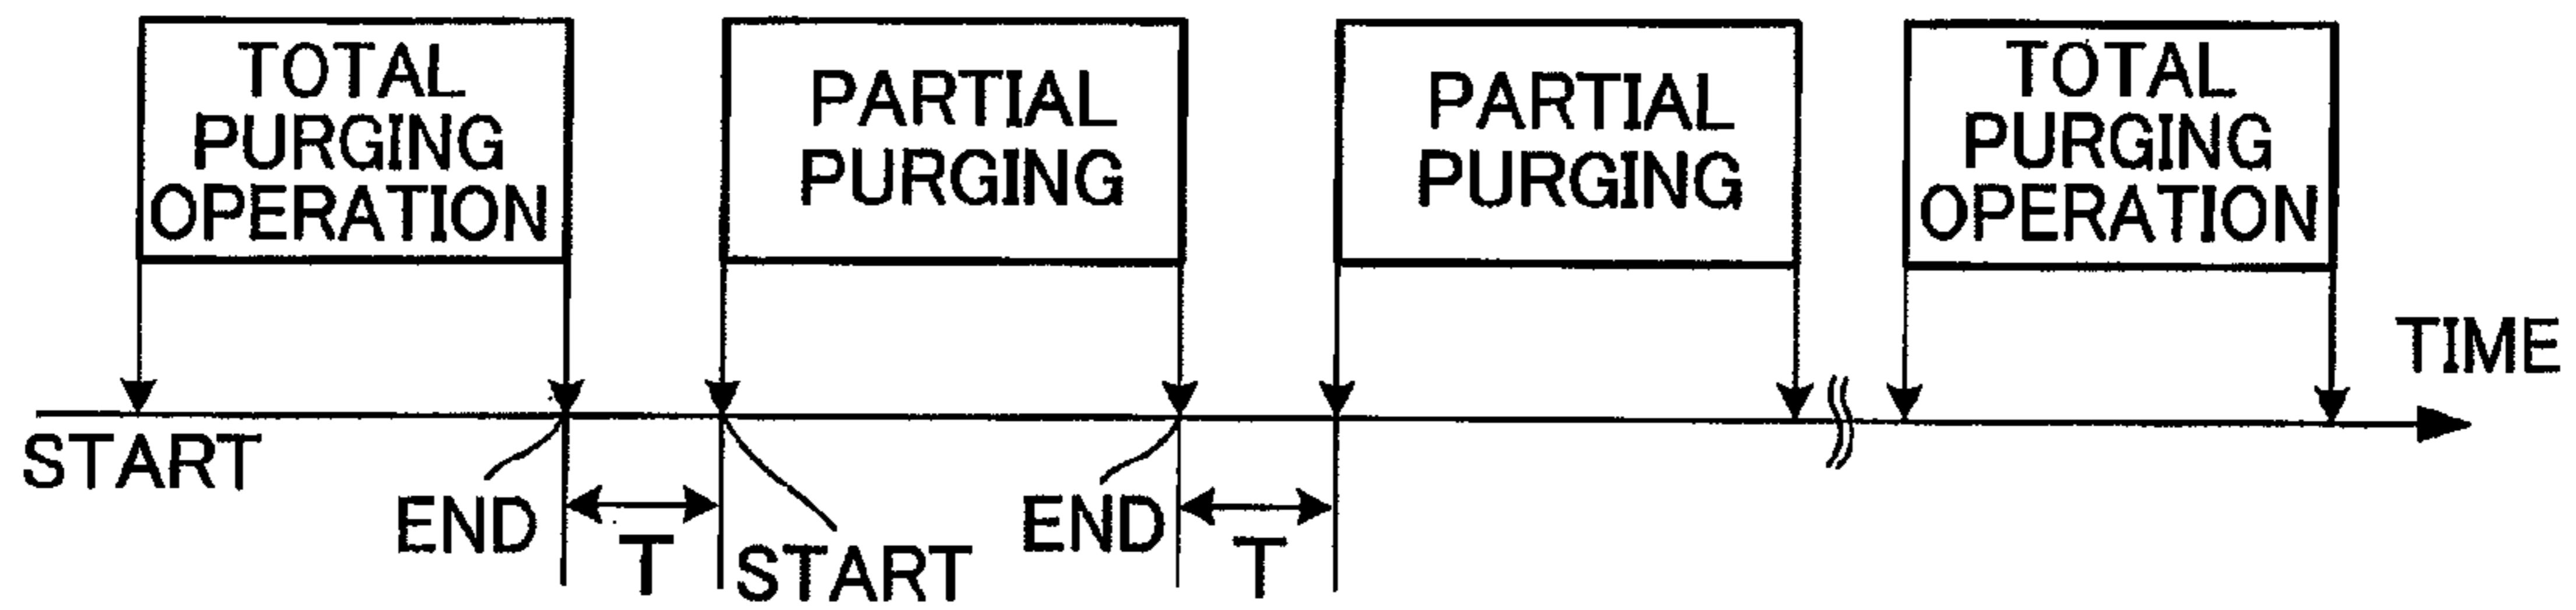 TOTAL
PURGING
OPERATION
PARTIAL
PURGING
PARTIAL
PURGING
TOTAL
PURGING
OPERATION
TIME
START
END
T
START
END
T